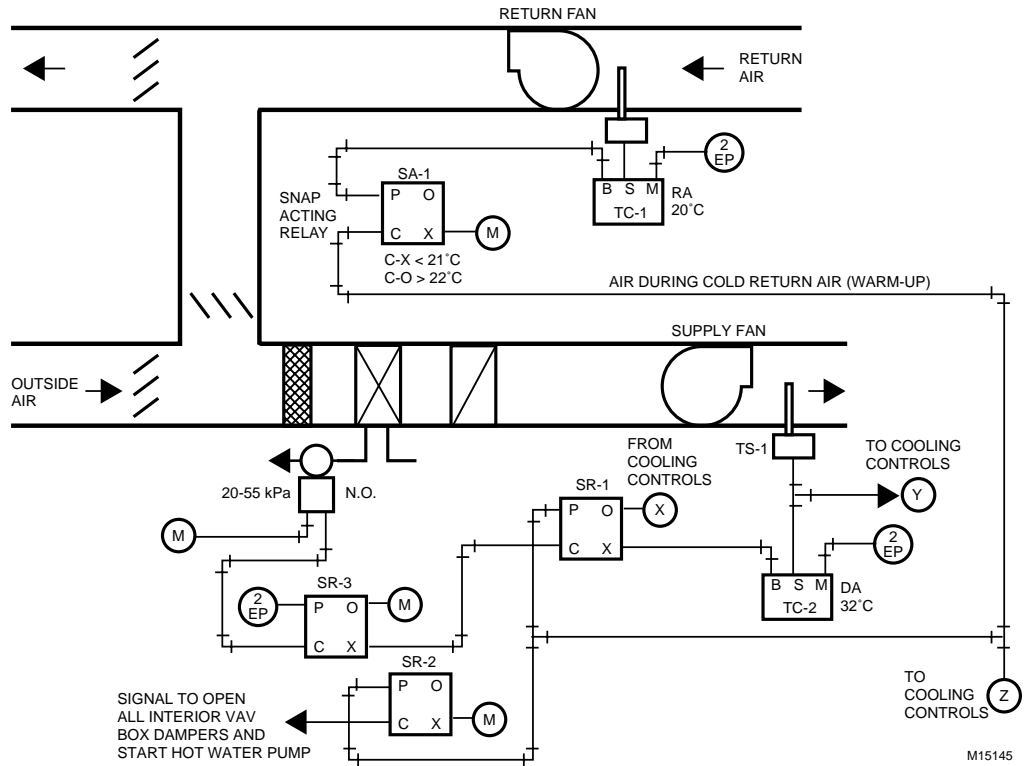 RETURN FAN
RETURN
AIR
2
EP
B S M
TC-1
RA
20˚C
SA-1
SNAP
ACTING
RELAY
P O
C X
M
C-X < 21˚C
C-O > 22˚C
AIR DURING COLD RETURN AIR (WARM-UP)
SUPPLY FAN
OUTSIDE
AIR
TS-1
FROM
COOLING
CONTROLS
TO COOLING
CONTROLS
20-55 kPa
N.O.
SR-1
P O
C X
X
Y
M
2
EP
B S M
TC-2
DA
32˚C
SR-3
2
EP
P O
C X
M
SR-2
P O
C X
M
SIGNAL TO OPEN
ALL INTERIOR VAV
BOX DAMPERS AND
START HOT WATER PUMP
TO
COOLING
CONTROLS
Z
M15145